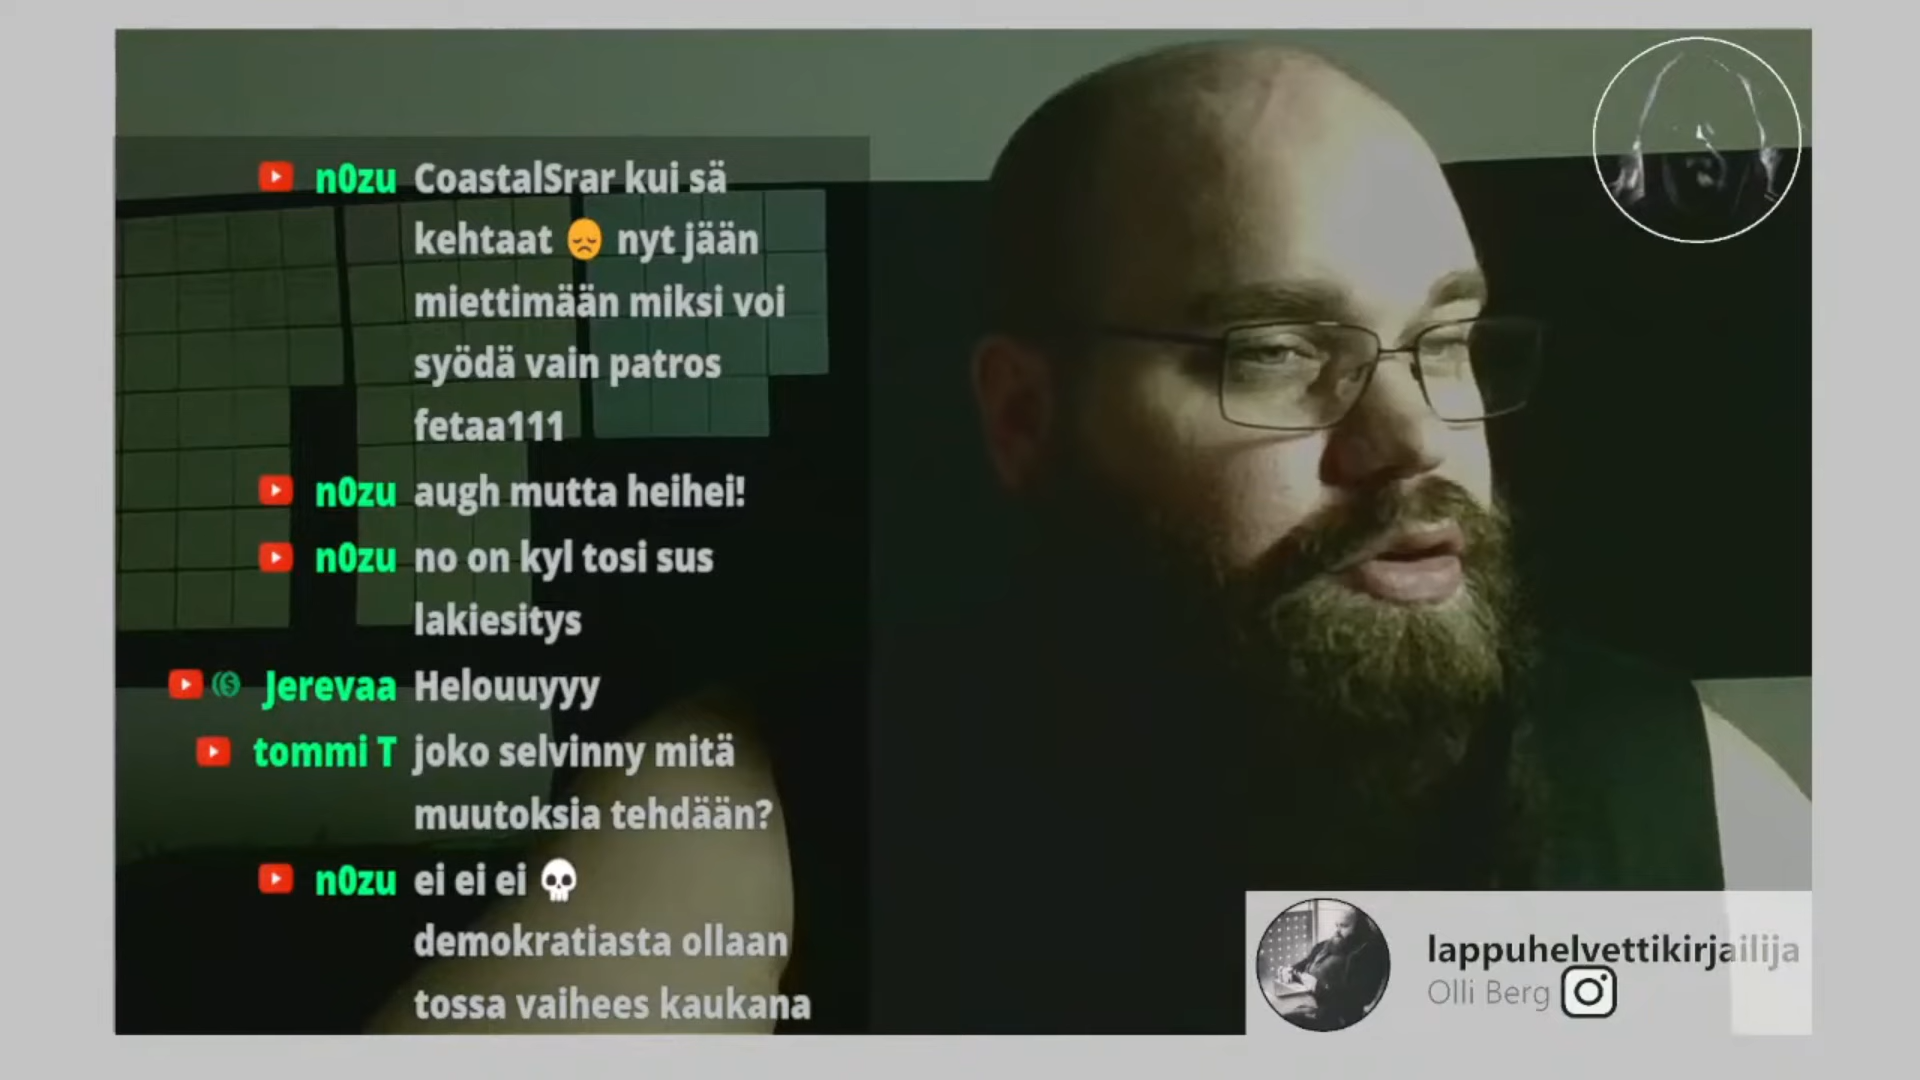 n0zu CoastalSrar kui sä
kehtaat 😞 nyt jään
miettimään miksi voi
syödä vain patros
fetaa111
n0zu augh mutta heihei!
n0zu no on kyl tosi sus
lakiesitys
Jerevaa Helouuyyy
tommi T joko selvinny mitä
muutoksia tehdään?
n0zu ei ei ei 💀
demokratiasta ollaan
tossa vaihees kaukana
lappuhelvettikirjailija
Olli Berg